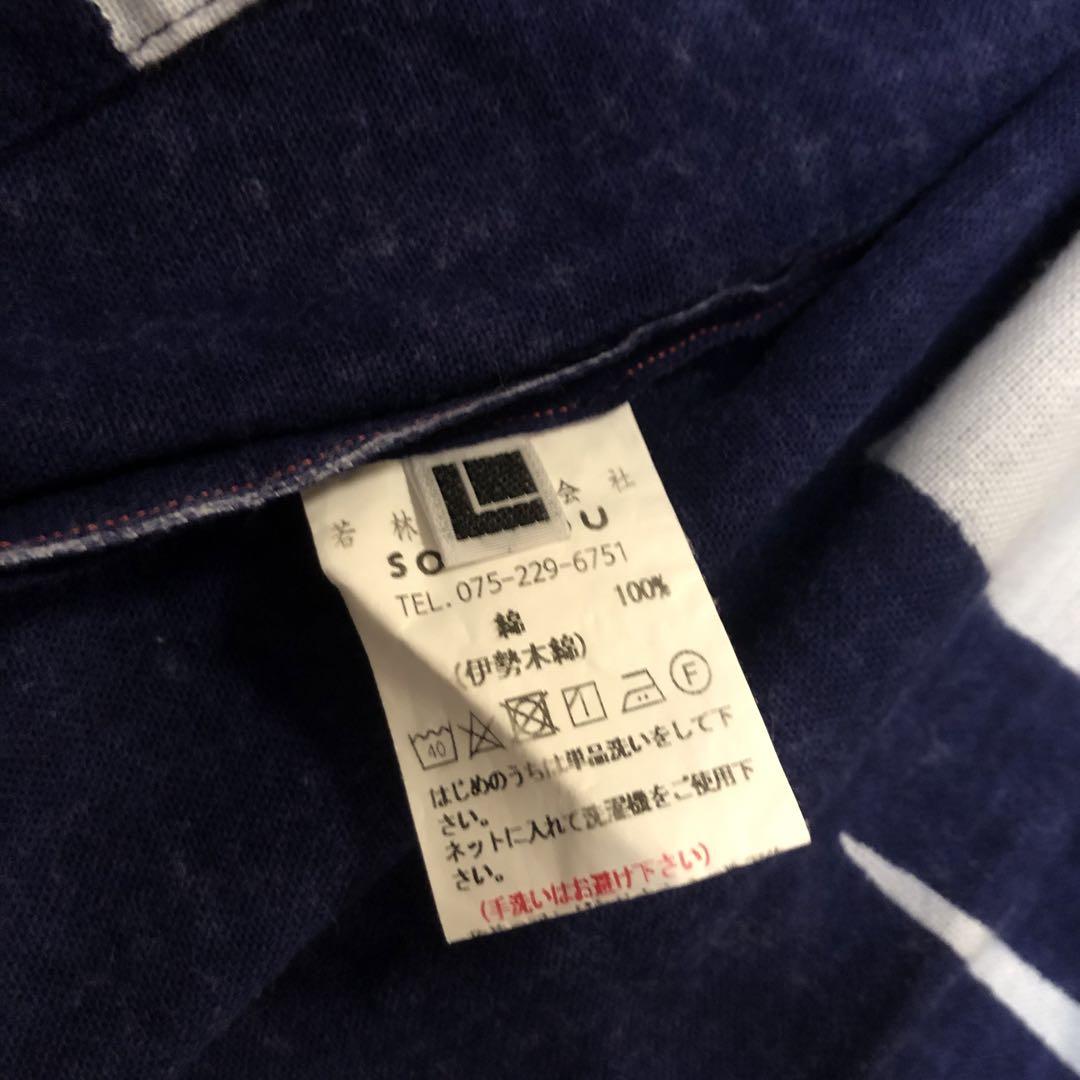 若林 会社
SO U
TEL. 075-229-6751
綿 100%
(伊勢木綿)
40 F
はじめのうちは単品洗いをして下
さい。
ネットに入れて洗濯機をご使用下
さい。
(手洗いはお避け下さい)